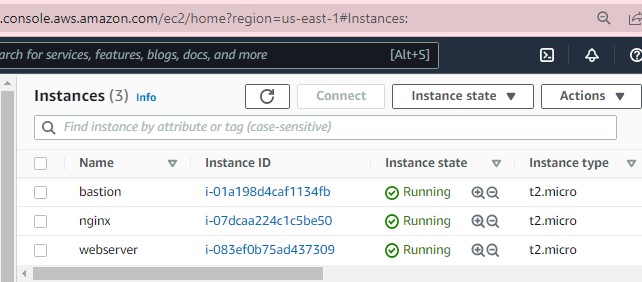 .console.aws.amazon.com/ec2/home?region=us-east-1#Instances:
arch for services, features, blogs, docs, and more [Alt+S]
Instances (3) Info Connect Instance state Actions
Find instance by attribute or tag (case-sensitive)
Name Instance ID Instance state Instance type
bastion i-01a198d4caf1134fb Running t2.micro
nginx i-07dcaa224c1c5be50 Running t2.micro
webserver i-083ef0b75ad437309 Running t2.micro